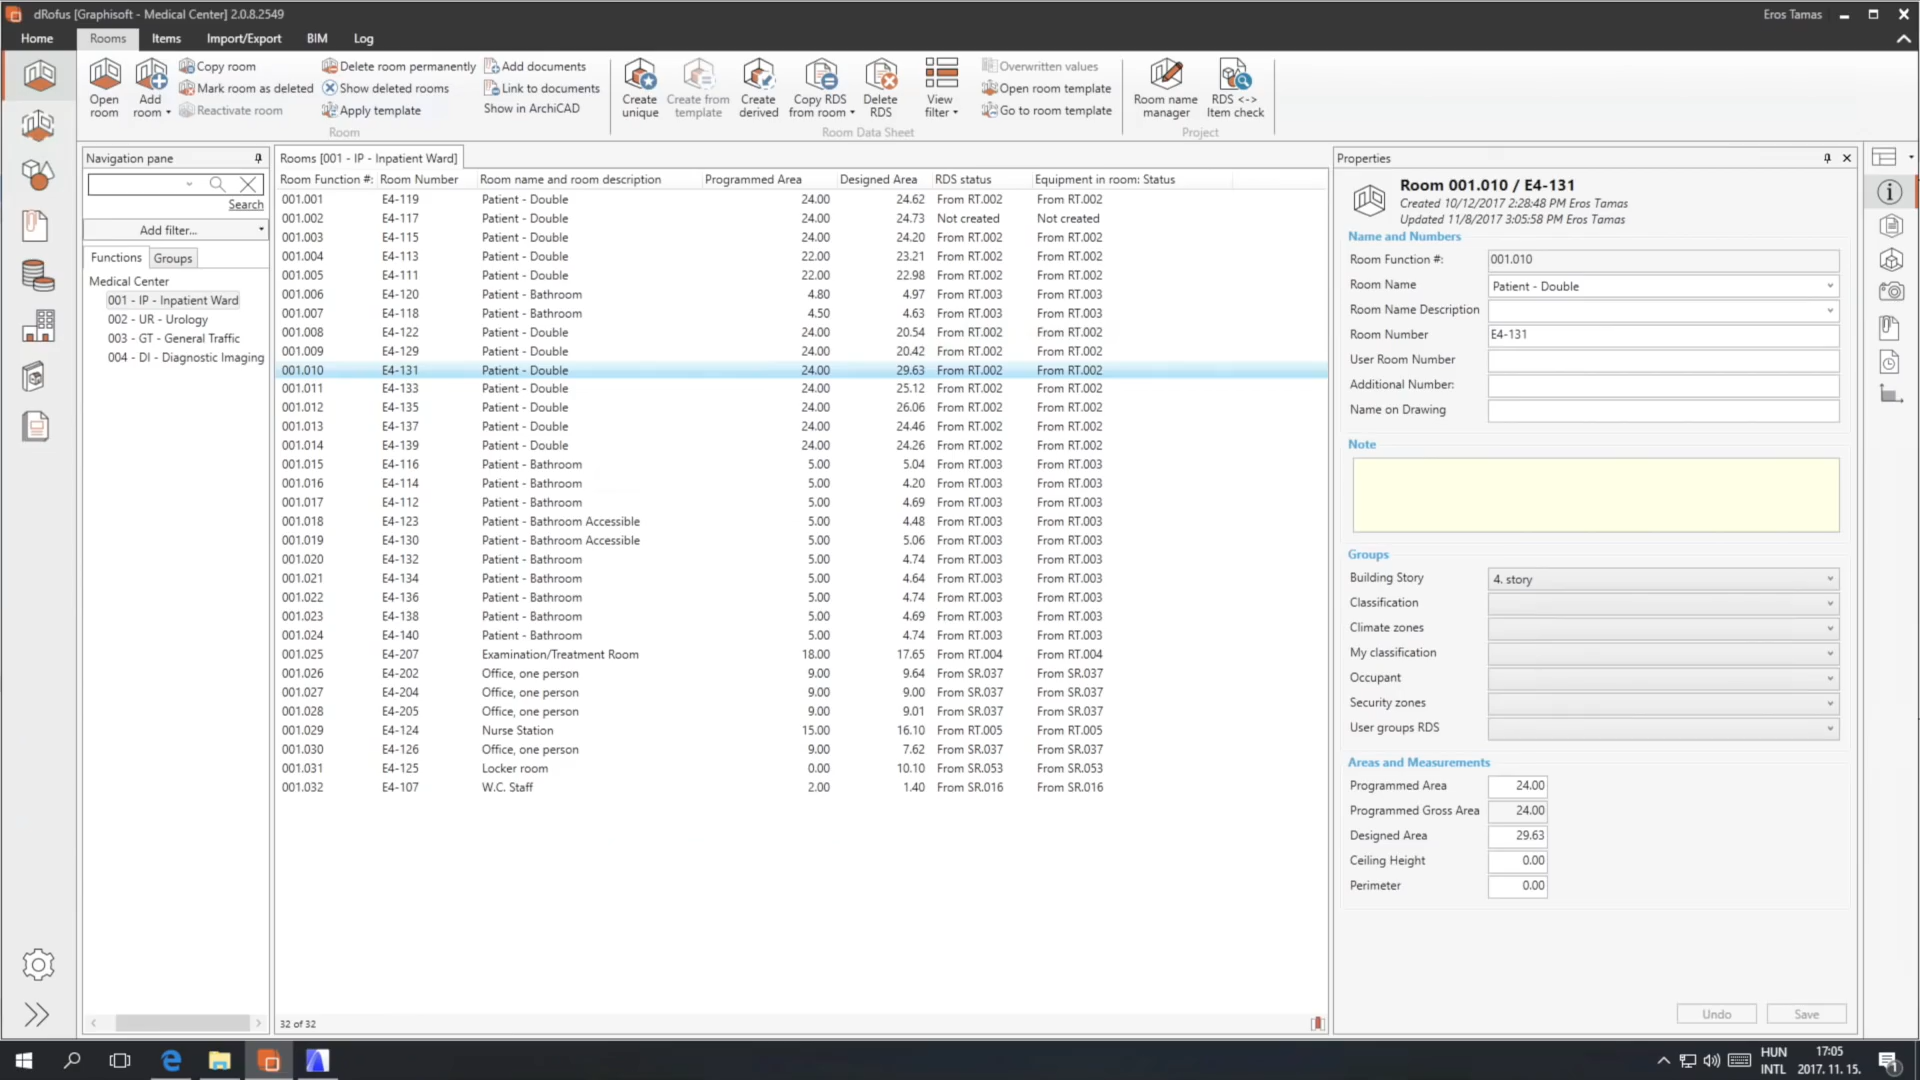 dRofus [Graphisoft - Medical Center] 2.0.8.2549
Eros Tamas
Home Rooms Items Import/Export BIM Log
Open room
Add room
Copy room
Mark room as deleted
Reactivate room
Delete room permanently
Show deleted rooms
Apply template
Add documents
Link to documents
Show in ArchiCAD
Room
Create unique
Create from template
Create derived
Copy RDS from room
Delete RDS
View filter
Overwritten values
Open room template
Go to room template
Room Data Sheet
Room name manager
RDS <-> Item check
Project
Navigation pane
Search
Add filter...
Functions Groups
Medical Center
001 - IP - Inpatient Ward
002 - UR - Urology
003 - GT - General Traffic
004 - DI - Diagnostic Imaging
Rooms [001 - IP - Inpatient Ward]
Room Function #: Room Number Room name and room description Programmed Area Designed Area RDS status Equipment in room: Status
001.001 E4-119 Patient - Double 24.00 24.62 From RT.002 From RT.002
001.002 E4-117 Patient - Double 24.00 24.73 Not created Not created
001.003 E4-115 Patient - Double 24.00 24.20 From RT.002 From RT.002
001.004 E4-113 Patient - Double 22.00 23.21 From RT.002 From RT.002
001.005 E4-111 Patient - Double 22.00 22.98 From RT.002 From RT.002
001.006 E4-120 Patient - Bathroom 4.80 4.97 From RT.003 From RT.003
001.007 E4-118 Patient - Bathroom 4.50 4.63 From RT.003 From RT.003
001.008 E4-122 Patient - Double 24.00 20.54 From RT.002 From RT.002
001.009 E4-129 Patient - Double 24.00 20.42 From RT.002 From RT.002
001.010 E4-131 Patient - Double 24.00 29.63 From RT.002 From RT.002
001.011 E4-133 Patient - Double 24.00 25.12 From RT.002 From RT.002
001.012 E4-135 Patient - Double 24.00 26.06 From RT.002 From RT.002
001.013 E4-137 Patient - Double 24.00 24.46 From RT.002 From RT.002
001.014 E4-139 Patient - Double 24.00 24.26 From RT.002 From RT.002
001.015 E4-116 Patient - Bathroom 5.00 5.04 From RT.003 From RT.003
001.016 E4-114 Patient - Bathroom 5.00 4.20 From RT.003 From RT.003
001.017 E4-112 Patient - Bathroom 5.00 4.69 From RT.003 From RT.003
001.018 E4-123 Patient - Bathroom Accessible 5.00 4.48 From RT.003 From RT.003
001.019 E4-130 Patient - Bathroom Accessible 5.00 5.06 From RT.003 From RT.003
001.020 E4-132 Patient - Bathroom 5.00 4.74 From RT.003 From RT.003
001.021 E4-134 Patient - Bathroom 5.00 4.64 From RT.003 From RT.003
001.022 E4-136 Patient - Bathroom 5.00 4.74 From RT.003 From RT.003
001.023 E4-138 Patient - Bathroom 5.00 4.69 From RT.003 From RT.003
001.024 E4-140 Patient - Bathroom 5.00 4.74 From RT.003 From RT.003
001.025 E4-207 Examination/Treatment Room 18.00 17.65 From RT.004 From RT.004
001.026 E4-202 Office, one person 9.00 9.64 From SR.037 From SR.037
001.027 E4-204 Office, one person 9.00 9.00 From SR.037 From SR.037
001.028 E4-205 Office, one person 9.00 9.01 From SR.037 From SR.037
001.029 E4-124 Nurse Station 15.00 16.10 From RT.005 From RT.005
001.030 E4-126 Office, one person 9.00 7.62 From SR.037 From SR.037
001.031 E4-125 Locker room 0.00 10.10 From SR.053 From SR.053
001.032 E4-107 W.C. Staff 2.00 1.40 From SR.016 From SR.016
32 of 32
Properties
Room 001.010 / E4-131
Created 10/12/2017 2:28:48 PM Eros Tamas
Updated 11/8/2017 3:05:58 PM Eros Tamas
Name and Numbers
Room Function #: 001.010
Room Name Patient - Double
Room Name Description
Room Number E4-131
User Room Number
Additional Number:
Name on Drawing
Note
Groups
Building Story 4. story
Classification
Climate zones
My classification
Occupant
Security zones
User groups RDS
Areas and Measurements
Programmed Area 24.00
Programmed Gross Area 24.00
Designed Area 29.63
Ceiling Height 0.00
Perimeter 0.00
Undo Save
HUN
INTL
17:05
2017. 11. 15.
1